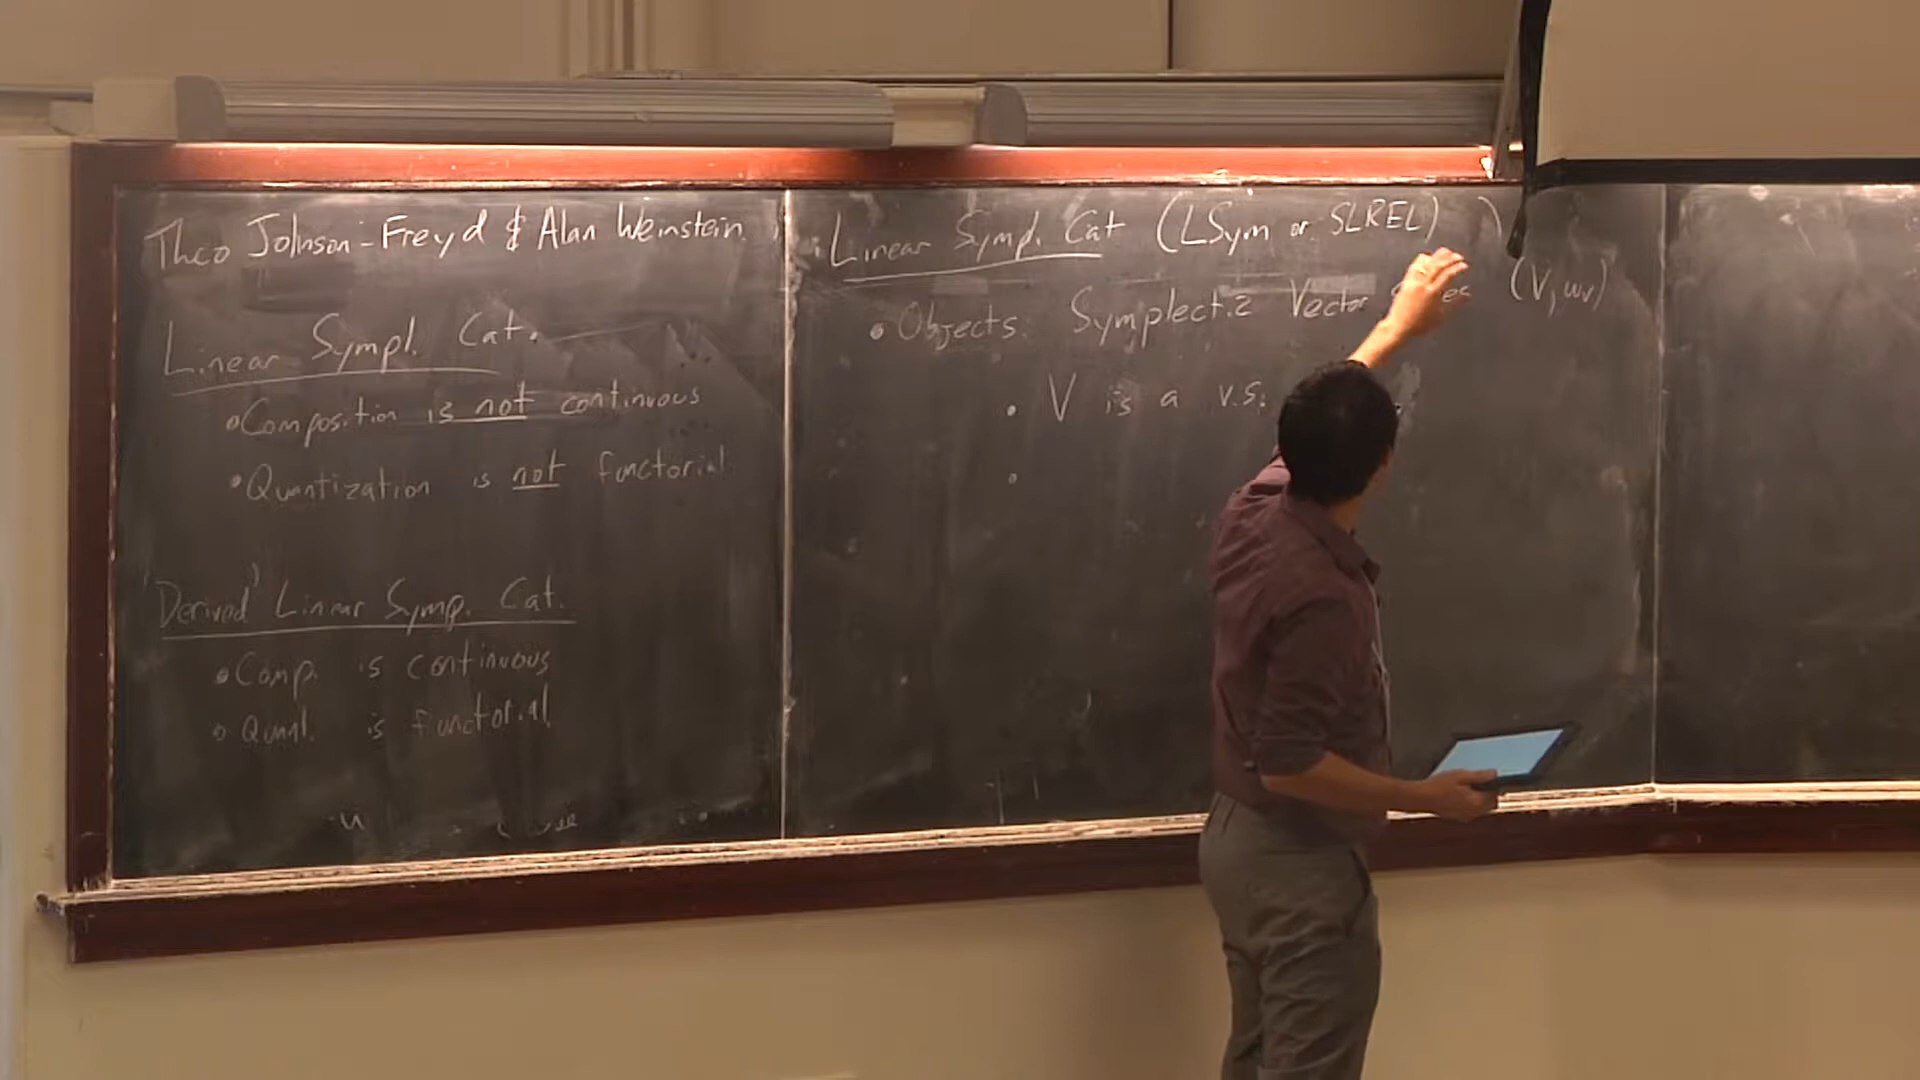 Theo Johnson-Freyd & Alan Weinstein
Linear Sympl. Cat.
•Composition is not continuous
•Quantization is not functorial
"Derived" Linear Symp. Cat.
•Comp. is continuous
• Quant. is functorial
Linear Symp. Cat (LSym or SLREL)
• Objects. Symplectic Vector (V, ωv)
• V is a v.s.
•